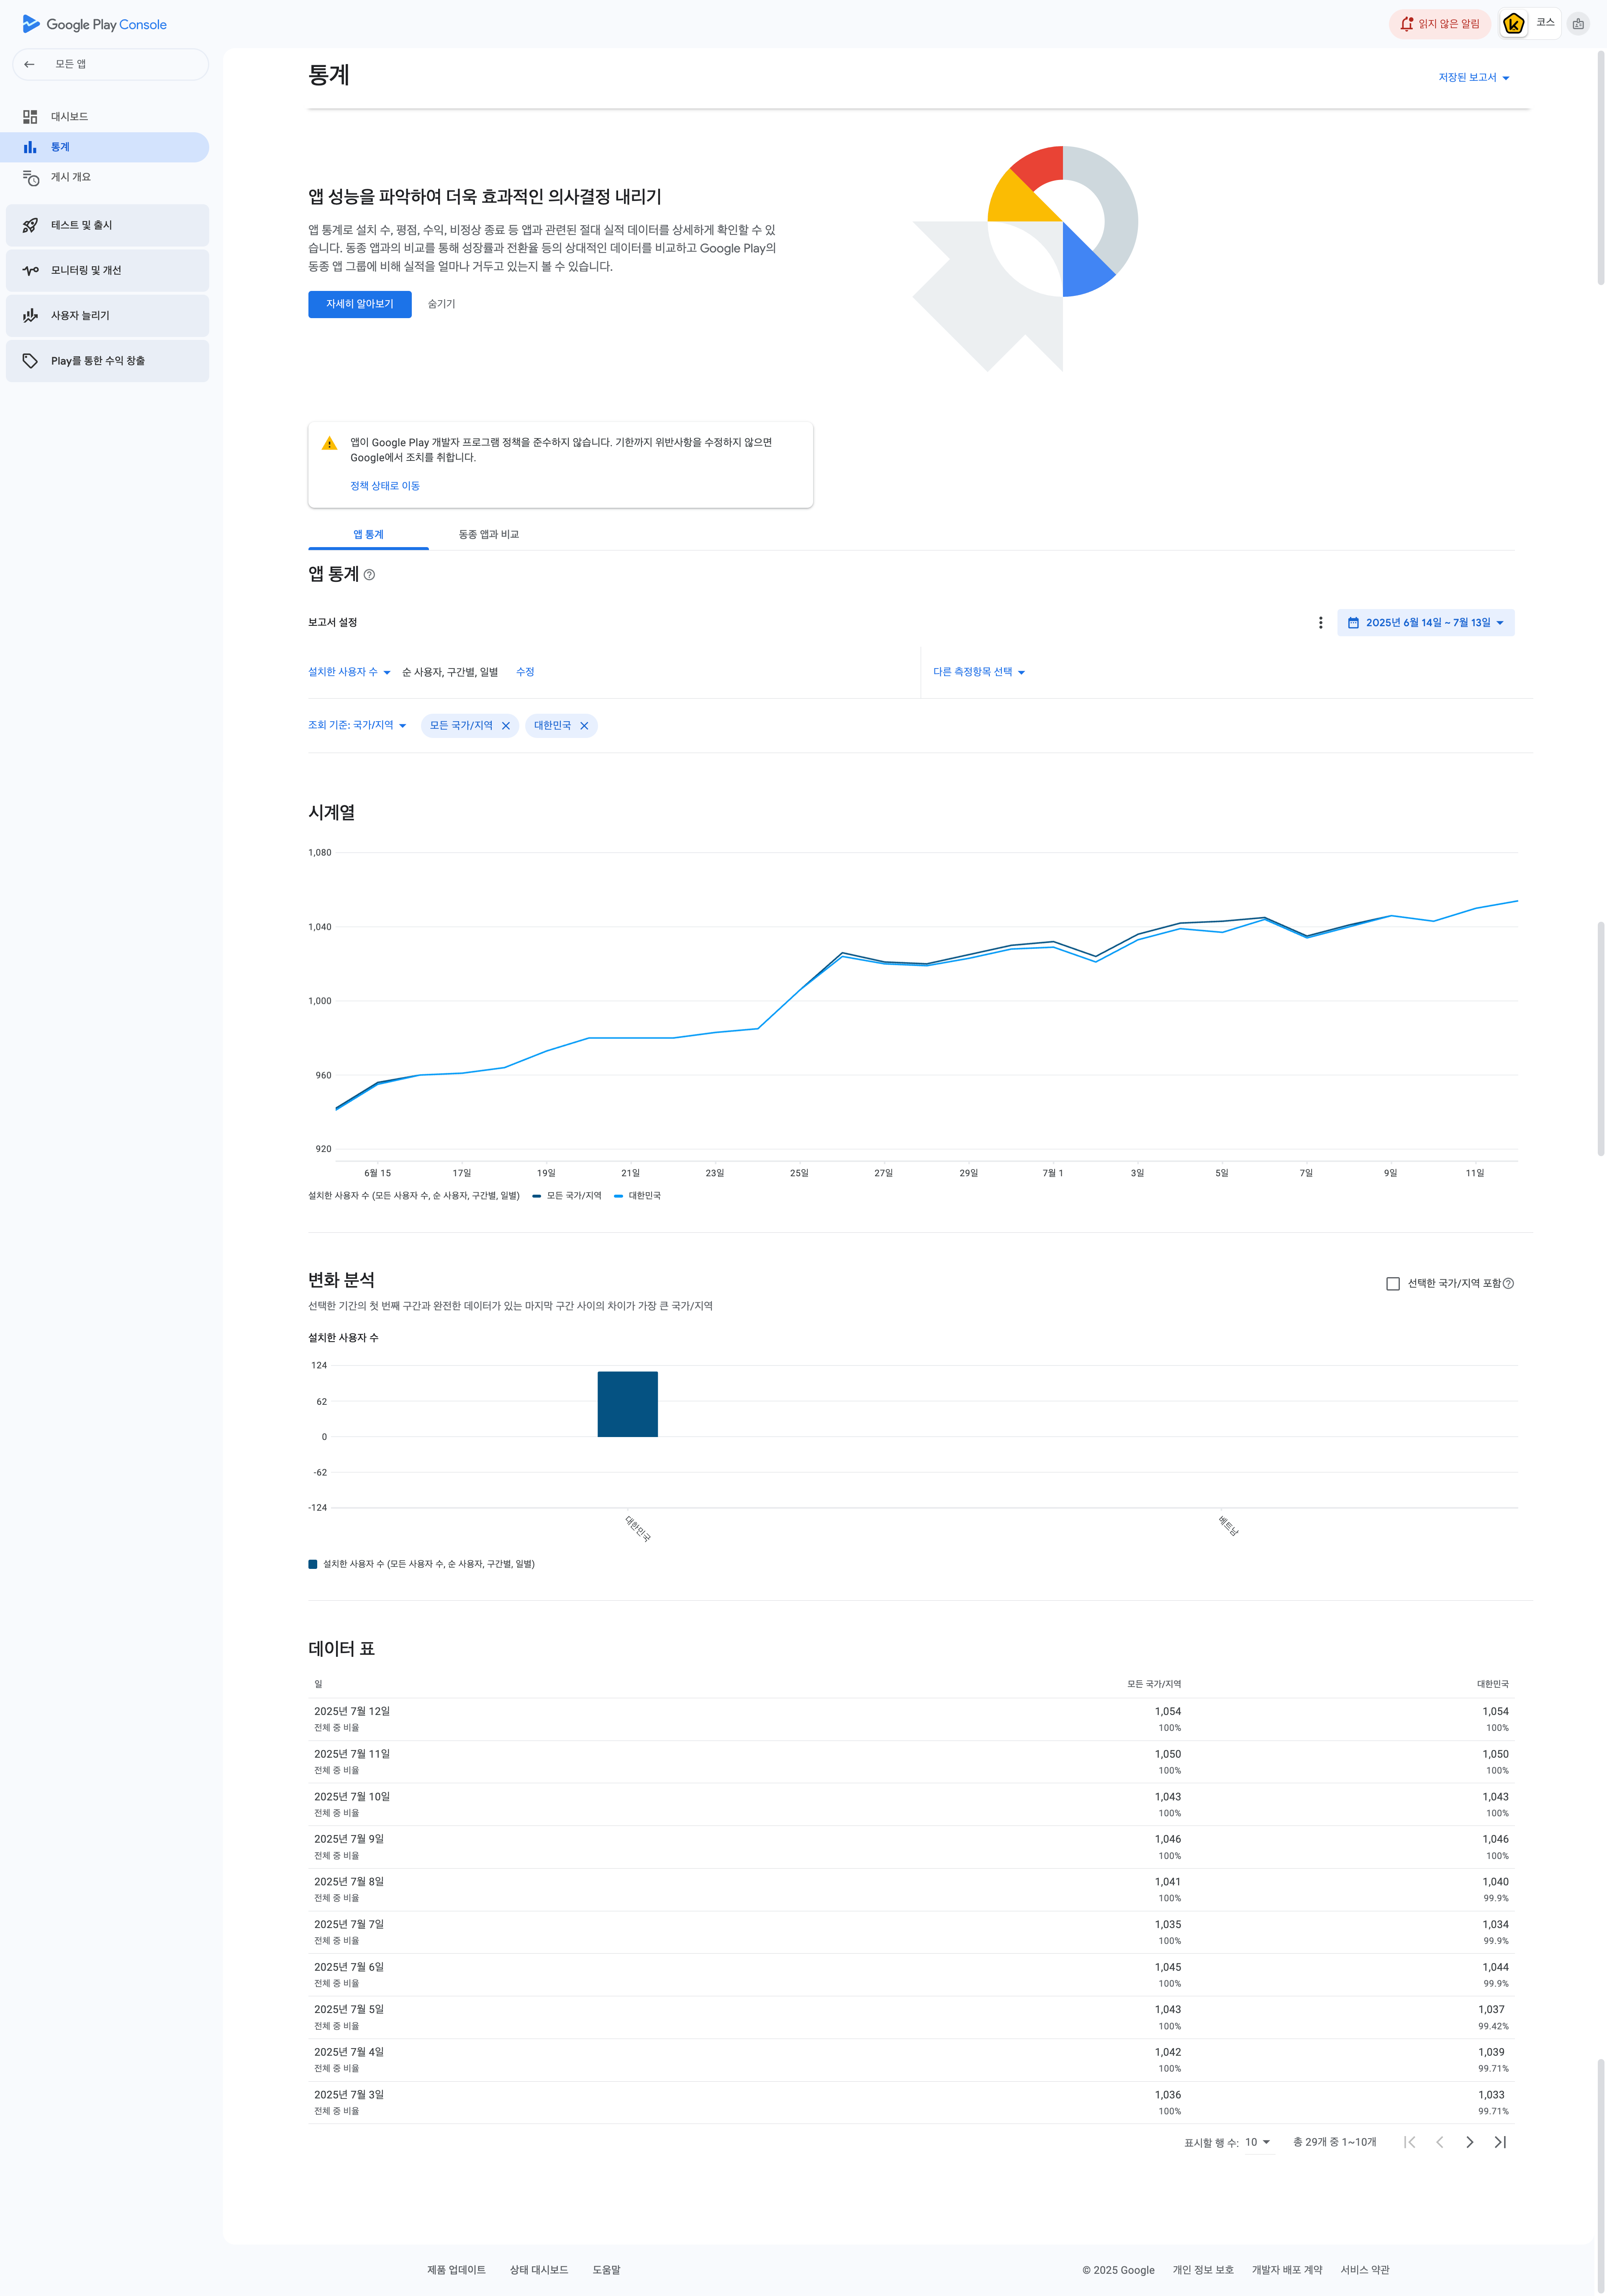 Google Play Console
읽지 않은 알림
코스
모든 앱
대시보드
통계
게시 개요
테스트 및 출시
모니터링 및 개선
사용자 늘리기
Play를 통한 수익 창출
통계
저장된 보고서
앱 성능을 파악하여 더욱 효과적인 의사결정 내리기
앱 통계로 설치 수, 평점, 수익, 비정상 종료 등 앱과 관련된 절대 실적 데이터를 상세하게 확인할 수 있
습니다. 동종 앱과의 비교를 통해 성장률과 전환율 등의 상대적인 데이터를 비교하고 Google Play의
동종 앱 그룹에 비해 실적을 얼마나 거두고 있는지 볼 수 있습니다.
자세히 알아보기
숨기기
앱이 Google Play 개발자 프로그램 정책을 준수하지 않습니다. 기한까지 위반사항을 수정하지 않으면
Google에서 조치를 취합니다.
정책 상태로 이동
앱 통계
동종 앱과 비교
앱 통계
보고서 설정
2025년 6월 14일 ~ 7월 13일
설치한 사용자 수
순 사용자, 구간별, 일별
수정
다른 측정항목 선택
조회 기준: 국가/지역
모든 국가/지역
대한민국
시계열
1,080
1,040
1,000
960
920
6월 15
17일
19일
21일
23일
25일
27일
29일
7월 1
3일
5일
7일
9일
11일
설치한 사용자 수 (모든 사용자 수, 순 사용자, 구간별, 일별)
모든 국가/지역
대한민국
변화 분석
선택한 국가/지역 포함
선택한 기간의 첫 번째 구간과 완전한 데이터가 있는 마지막 구간 사이의 차이가 가장 큰 국가/지역
설치한 사용자 수
124
62
0
-62
-124
대한민국
베트남
설치한 사용자 수 (모든 사용자 수, 순 사용자, 구간별, 일별)
데이터 표
일
모든 국가/지역
대한민국
2025년 7월 12일
1,054
1,054
전체 중 비율
100%
100%
2025년 7월 11일
1,050
1,050
전체 중 비율
100%
100%
2025년 7월 10일
1,043
1,043
전체 중 비율
100%
100%
2025년 7월 9일
1,046
1,046
전체 중 비율
100%
100%
2025년 7월 8일
1,041
1,040
전체 중 비율
100%
99.9%
2025년 7월 7일
1,035
1,034
전체 중 비율
100%
99.9%
2025년 7월 6일
1,045
1,044
전체 중 비율
100%
99.9%
2025년 7월 5일
1,043
1,037
전체 중 비율
100%
99.42%
2025년 7월 4일
1,042
1,039
전체 중 비율
100%
99.71%
2025년 7월 3일
1,036
1,033
전체 중 비율
100%
99.71%
표시할 행 수:
10
총 29개 중 1~10개
제품 업데이트
상태 대시보드
도움말
© 2025 Google
개인 정보 보호
개발자 배포 계약
서비스 약관